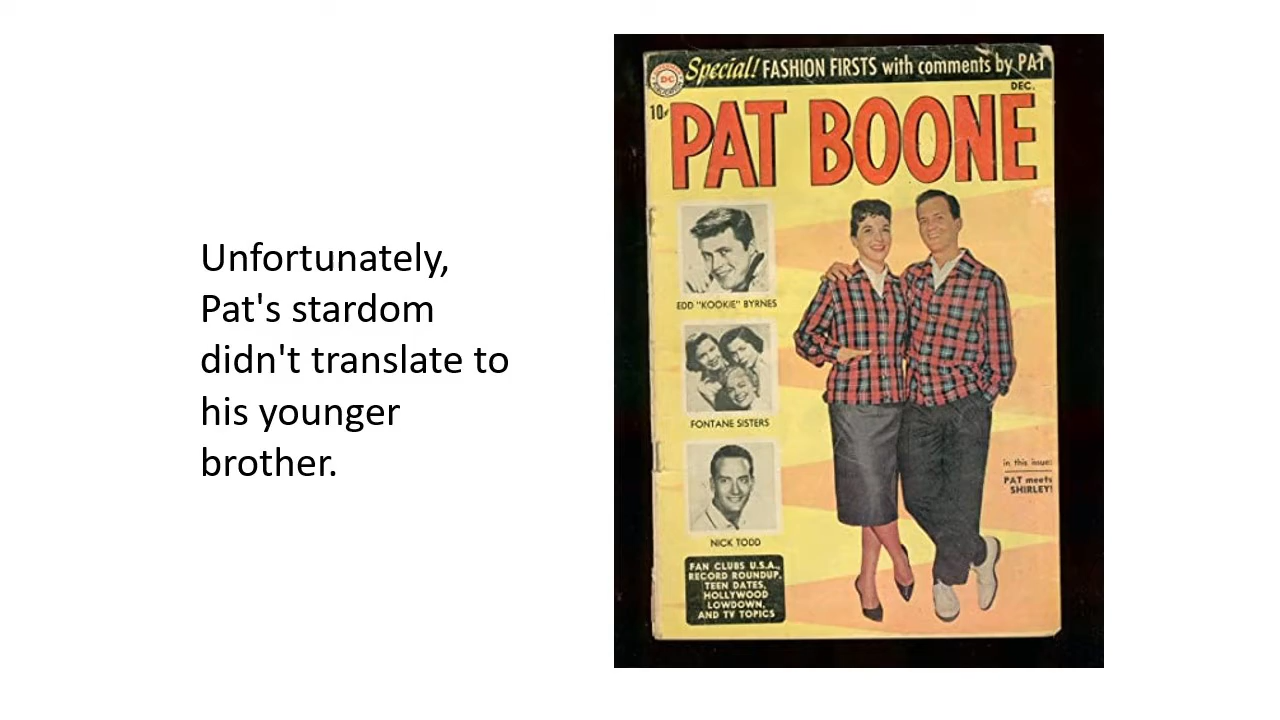 Unfortunately,
Pat's stardom
didn't translate to
his younger
brother.
Special! FASHION FIRSTS with comments by PAT
DC
DEC.
10¢
PAT BOONE
EDD "KOOKIE" BYRNES
FONTANE SISTERS
NICK TODD
in this issue:
PAT meets
SHIRLEY!
FAN CLUBS U.S.A.,
RECORD ROUNDUP,
TEEN DATES,
HOLLYWOOD
LOWDOWN,
AND TV TOPICS